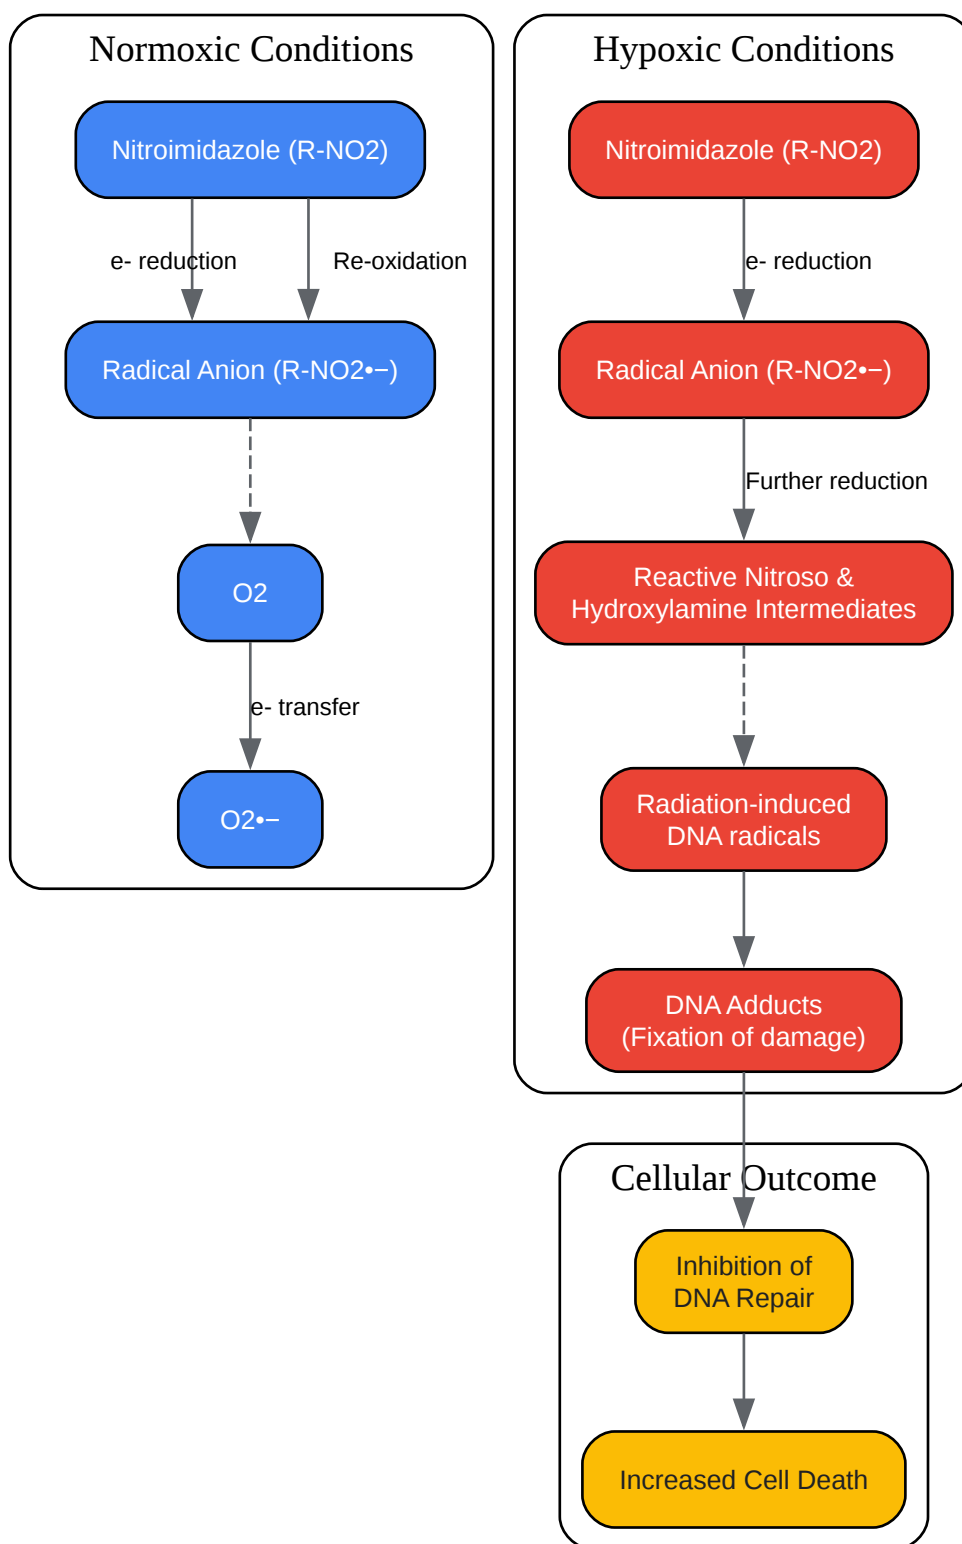 Normoxic Conditions
Nitroimidazole (R-NO2)
e- reduction
Re-oxidation
Radical Anion (R-NO2•−)
O2
e- transfer
O2•−
Hypoxic Conditions
Nitroimidazole (R-NO2)
e- reduction
Radical Anion (R-NO2•−)
Further reduction
Reactive Nitroso &
Hydroxylamine Intermediates
Radiation-induced
DNA radicals
DNA Adducts
(Fixation of damage)
Cellular Outcome
Inhibition of
DNA Repair
Increased Cell Death